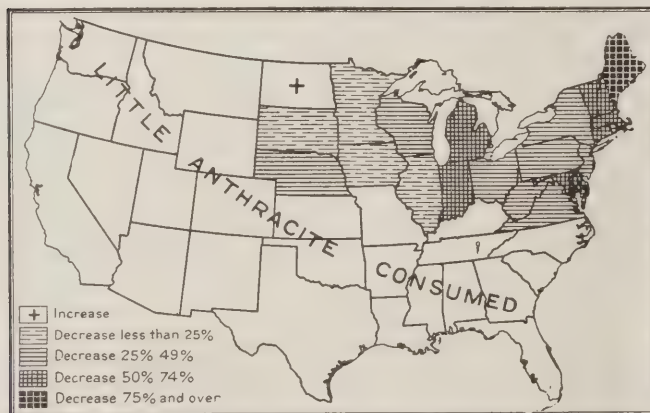 LITTLE ANTHRACITE CONSUMED
+
+ Increase
Decrease less than 25%
Decrease 25% 49%
Decrease 50% 74%
Decrease 75% and over